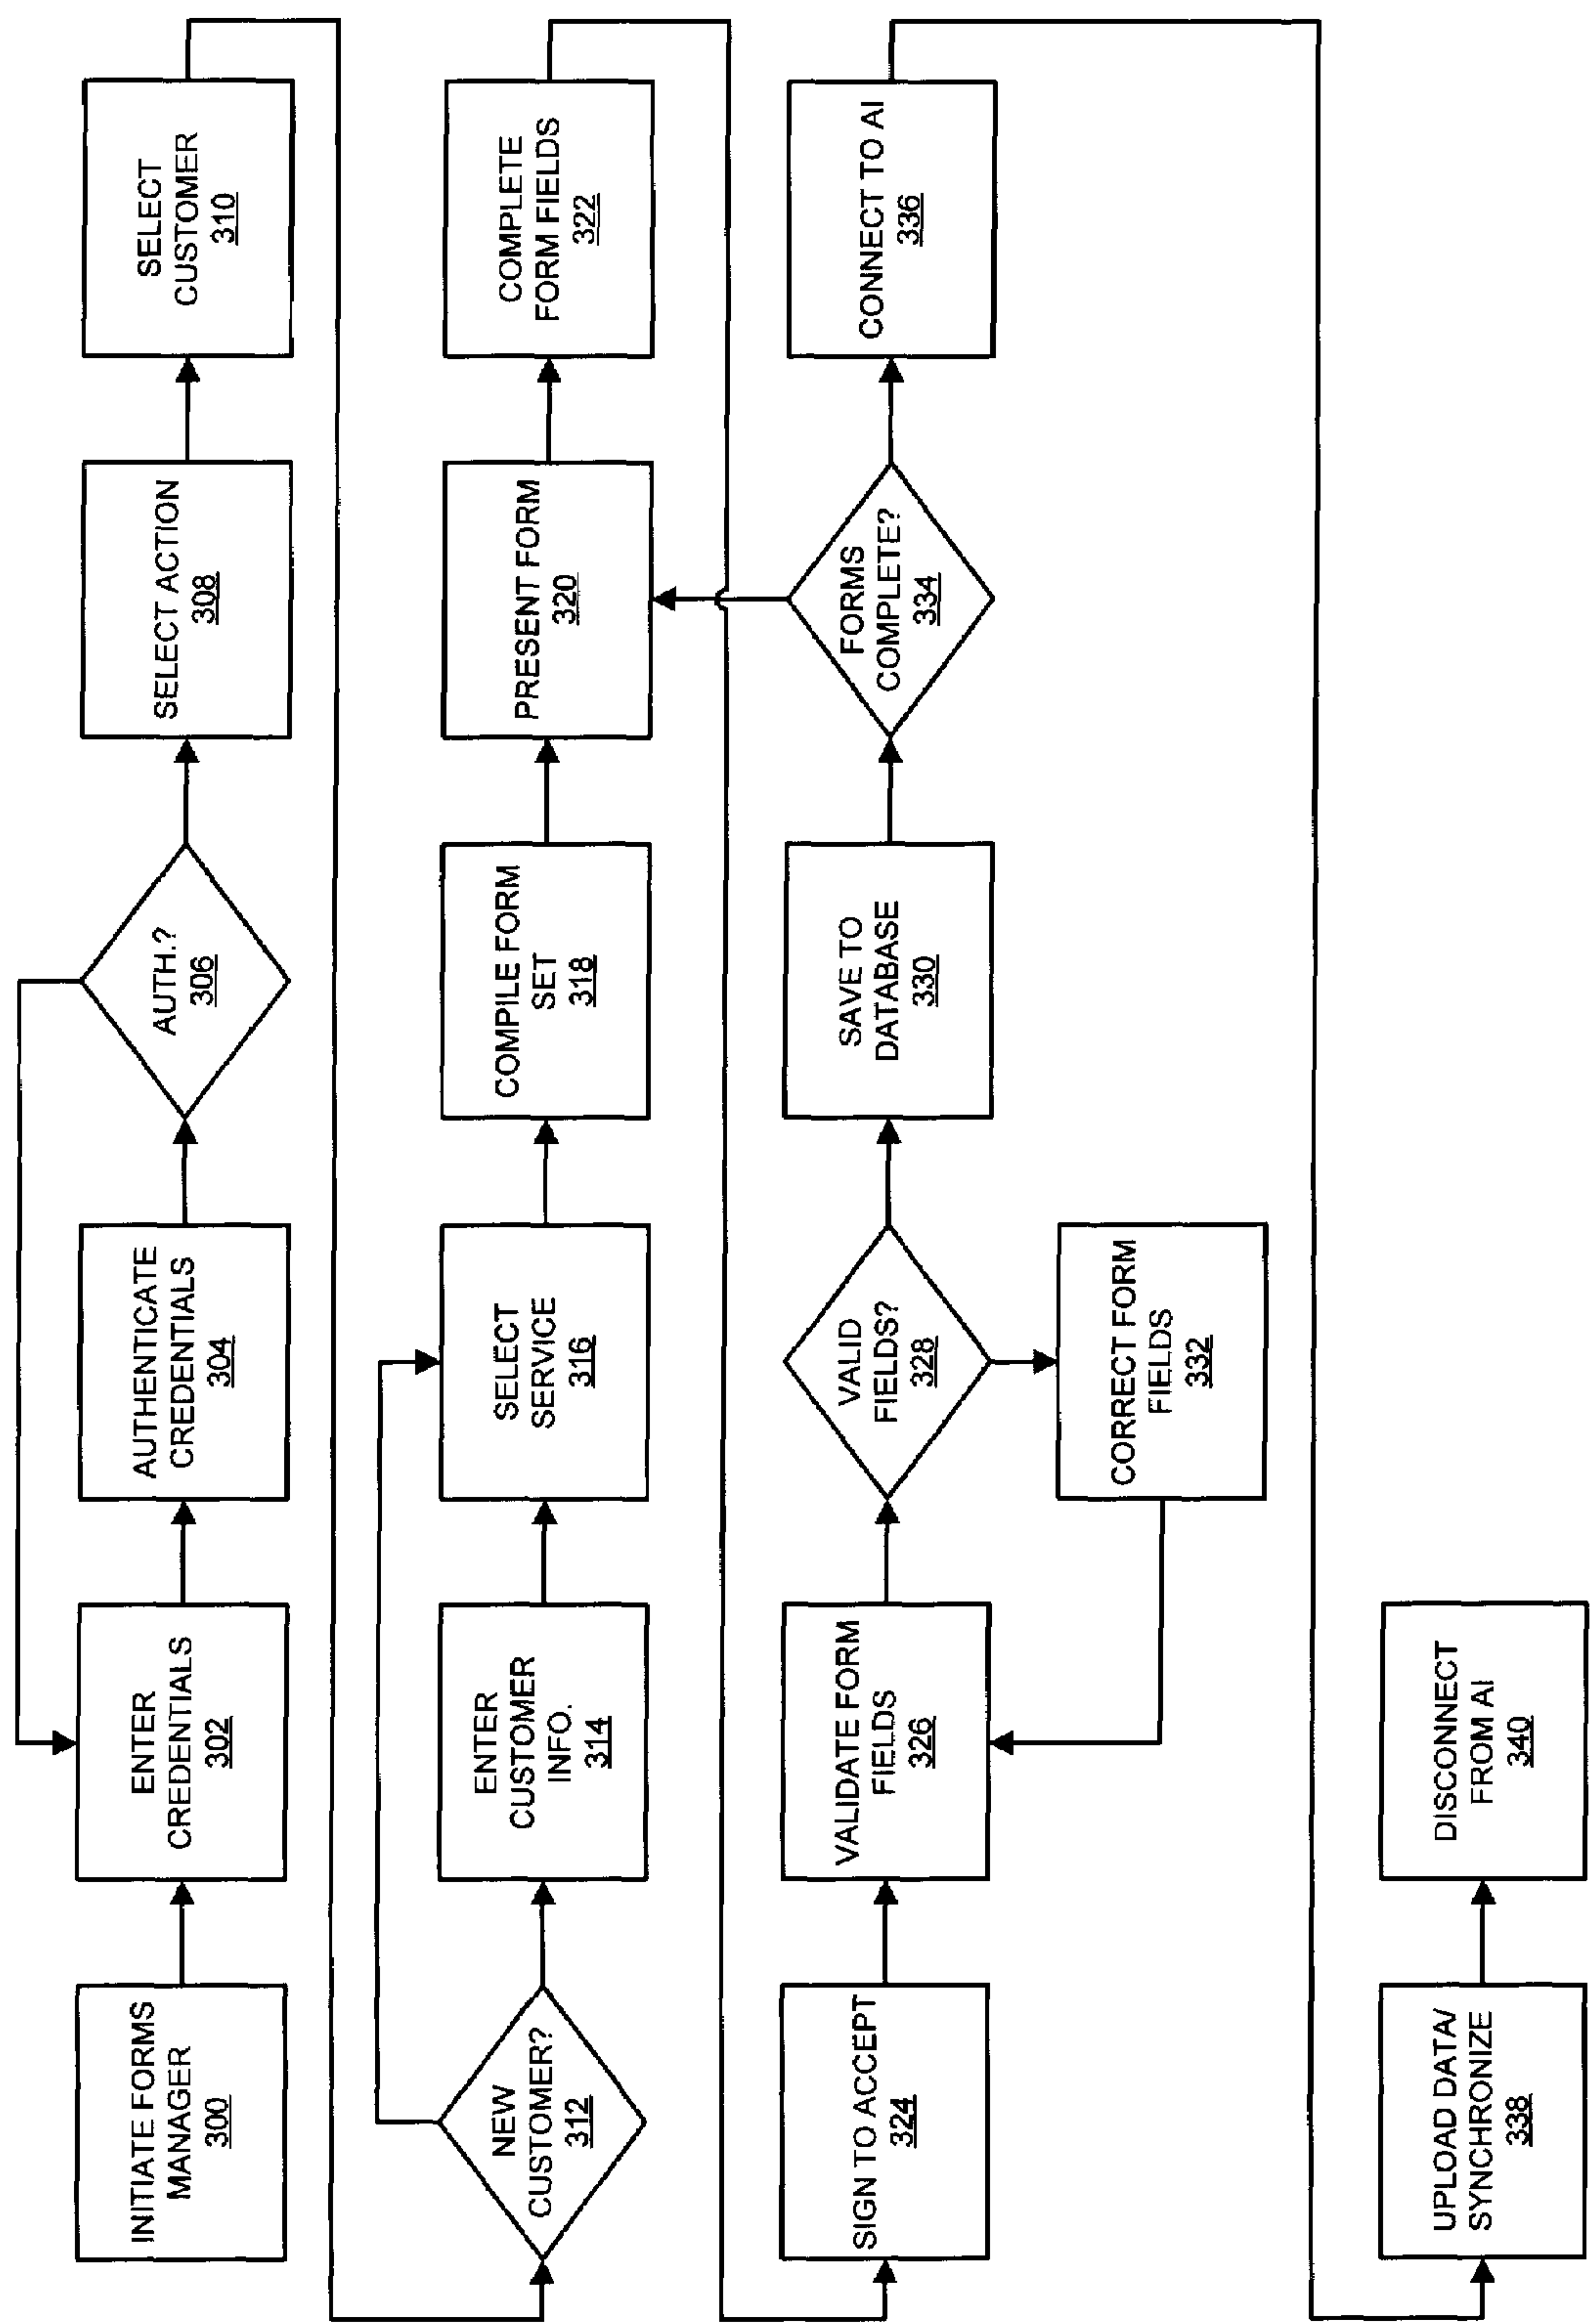 INITIATE FORMS
MANAGER
300
ENTER
CREDENTIALS
302
AUTHENTICATE
CREDENTIALS
304
AUTH.?
306
SELECT ACTION
308
SELECT
CUSTOMER
310
NEW
CUSTOMER?
312
ENTER
CUSTOMER
INFO.
314
SELECT
SERVICE
316
COMPILE FORM
SET
318
PRESENT FORM
320
COMPLETE
FORM FIELDS
322
SIGN TO ACCEPT
324
VALIDATE FORM
FIELDS
326
VALID
FIELDS?
328
SAVE TO
DATABASE
330
FORMS
COMPLETE?
334
CONNECT TO AI
336
CORRECT FORM
FIELDS
332
UPLOAD DATA/
SYNCHRONIZE
338
DISCONNECT
FROM AI
340